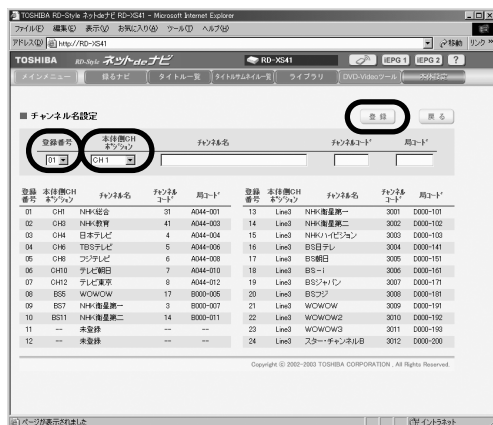 TOSHIBA RD-Style ネットdeナビ RD-XS41 - Microsoft Internet Explorer
ファイル(F) 編集(E) 表示(V) お気に入り(A) ツール(T) ヘルプ(H)
アドレス(D) http://RD-XS41 移動 リンク »
TOSHIBA RD-Style ネットdeナビ RD-XS41 iEPG 1 iEPG 2 ?
メインメニュー 録るナビ タイトル一覧 タイトルサムネイル一覧 ライブラリ DVD-Videoツール 本体設定
■ チャンネル名設定 登録 戻る
登録番号 本体側CHポジション チャンネル名 チャンネルコード 局コード
01 CH1
登録番号 本体側CHポジション チャンネル名 チャンネルコード 局コード
01 CH1 NHK総合 31 A044-001
02 CH3 NHK教育 41 A044-003
03 CH4 日本テレビ 4 A044-005
04 CH6 TBSテレビ 5 A044-006
05 CH8 フジテレビ 6 A044-008
06 CH10 テレビ朝日 7 A044-010
07 CH12 テレビ東京 8 A044-012
08 BS5 WOWOW 17 B000-005
09 BS7 NHK衛星第一 3 B000-007
10 BS11 NHK衛星第二 14 B000-011
11 -- 未登録 -- --
12 -- 未登録 -- --
登録番号 本体側CHポジション チャンネル名 チャンネルコード 局コード
13 Line3 NHK衛星第一 3001 D000-101
14 Line3 NHK衛星第二 3002 D000-102
15 Line3 NHKハイビジョン 3003 D000-103
16 Line3 BS日テレ 3004 D000-141
17 Line3 BS朝日 3005 D000-151
18 Line3 BS-i 3006 D000-161
19 Line3 BSジャパン 3007 D000-171
20 Line3 BSフジ 3008 D000-181
21 Line3 WOWOW 3009 D000-191
22 Line3 WOWOW2 3010 D000-192
23 Line3 WOWOW3 3011 D000-193
24 Line3 スター・チャンネルB 3012 D000-200
Copyright © 2002-2003 TOSHIBA CORPORATION , All Rights Reserved.
ページが表示されました イントラネット